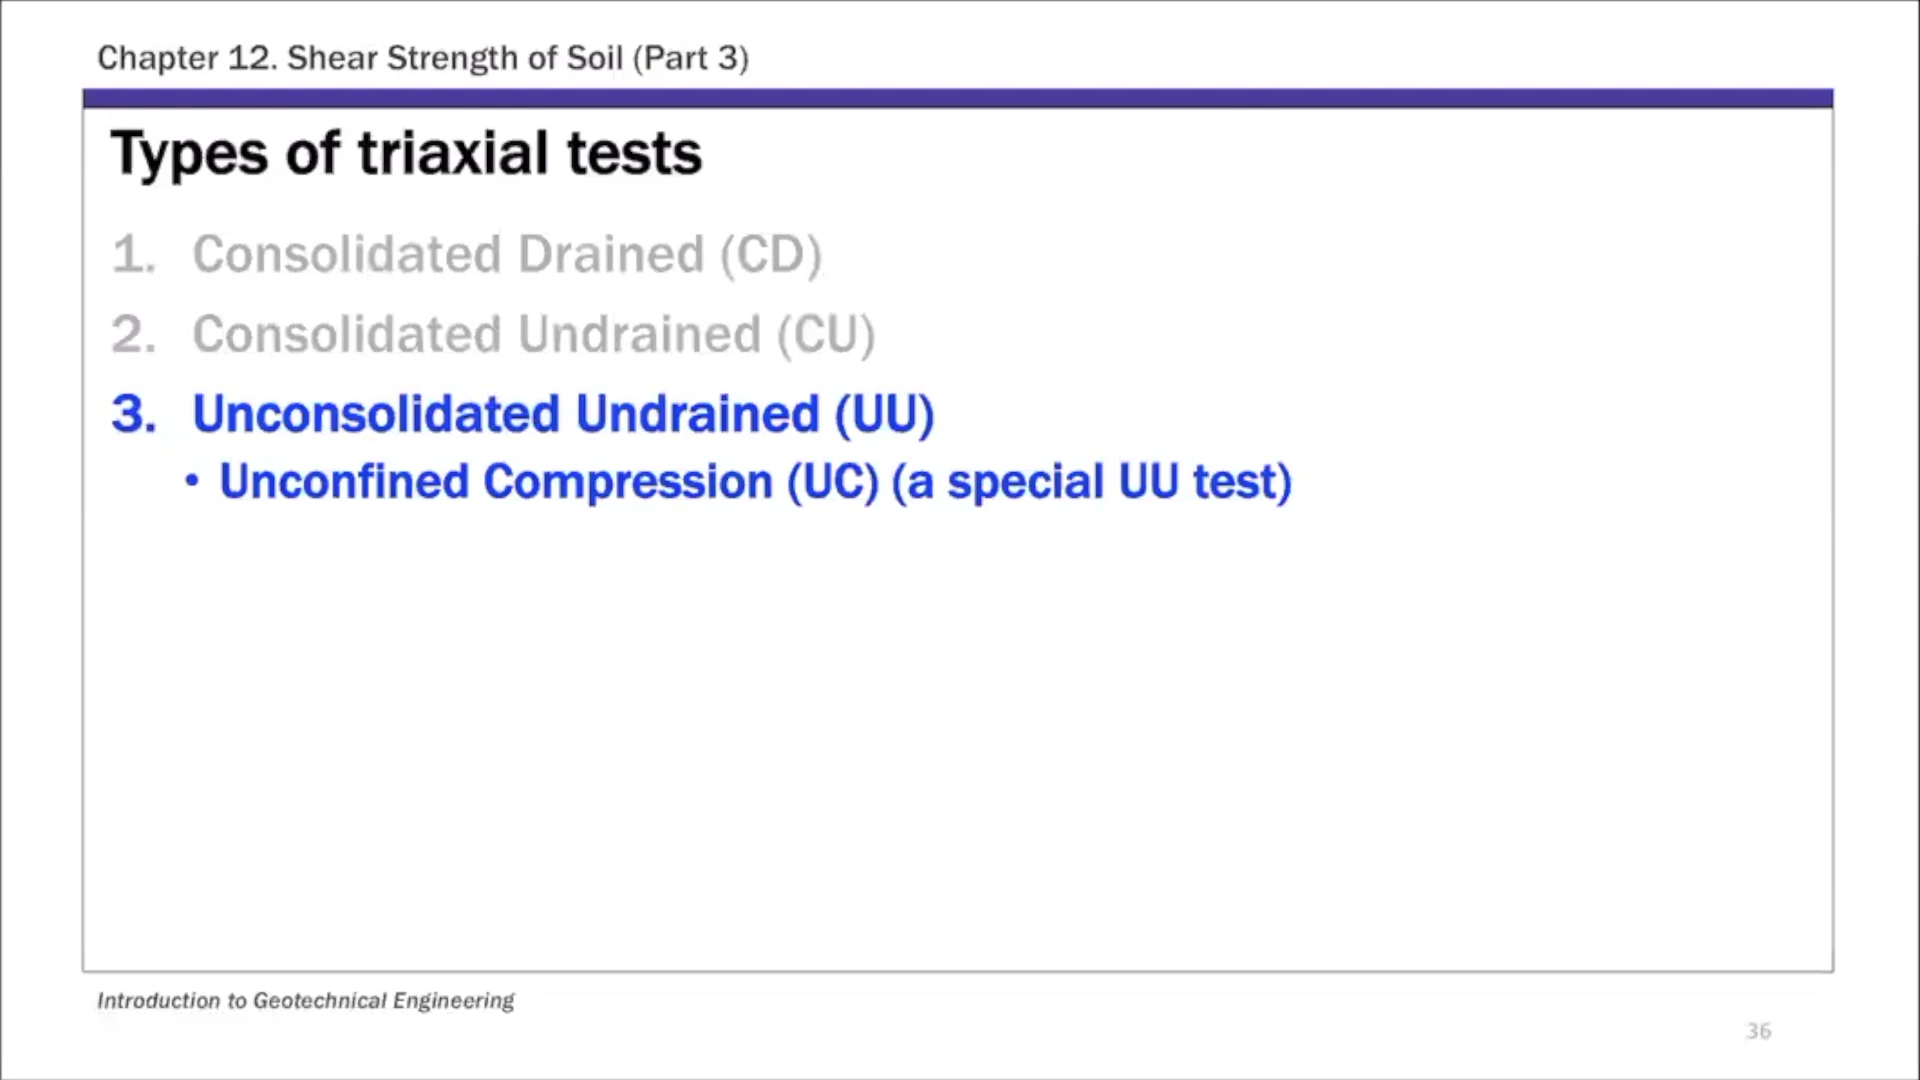 Chapter 12. Shear Strength of Soil (Part 3)
Types of triaxial tests
1. Consolidated Drained (CD)
2. Consolidated Undrained (CU)
3. Unconsolidated Undrained (UU)
• Unconfined Compression (UC) (a special UU test)
Introduction to Geotechnical Engineering
36